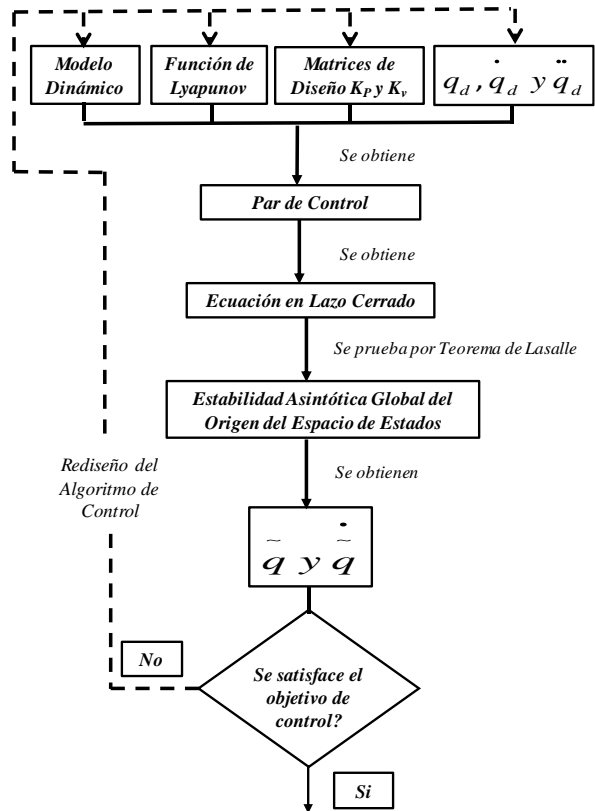 Modelo
Dinámico
Función de
Lyapunov
Matrices de
Diseño K_P y K_v
q_d, q̇_d y q̈_d
Se obtiene
Par de Control
Se obtiene
Ecuación en Lazo Cerrado
Se prueba por Teorema de Lasalle
Estabilidad Asintótica Global del
Origen del Espacio de Estados
Rediseño del
Algoritmo de
Control
Se obtienen
q̃ y q̃̇
No
Se satisface el
objetivo de
control?
Si